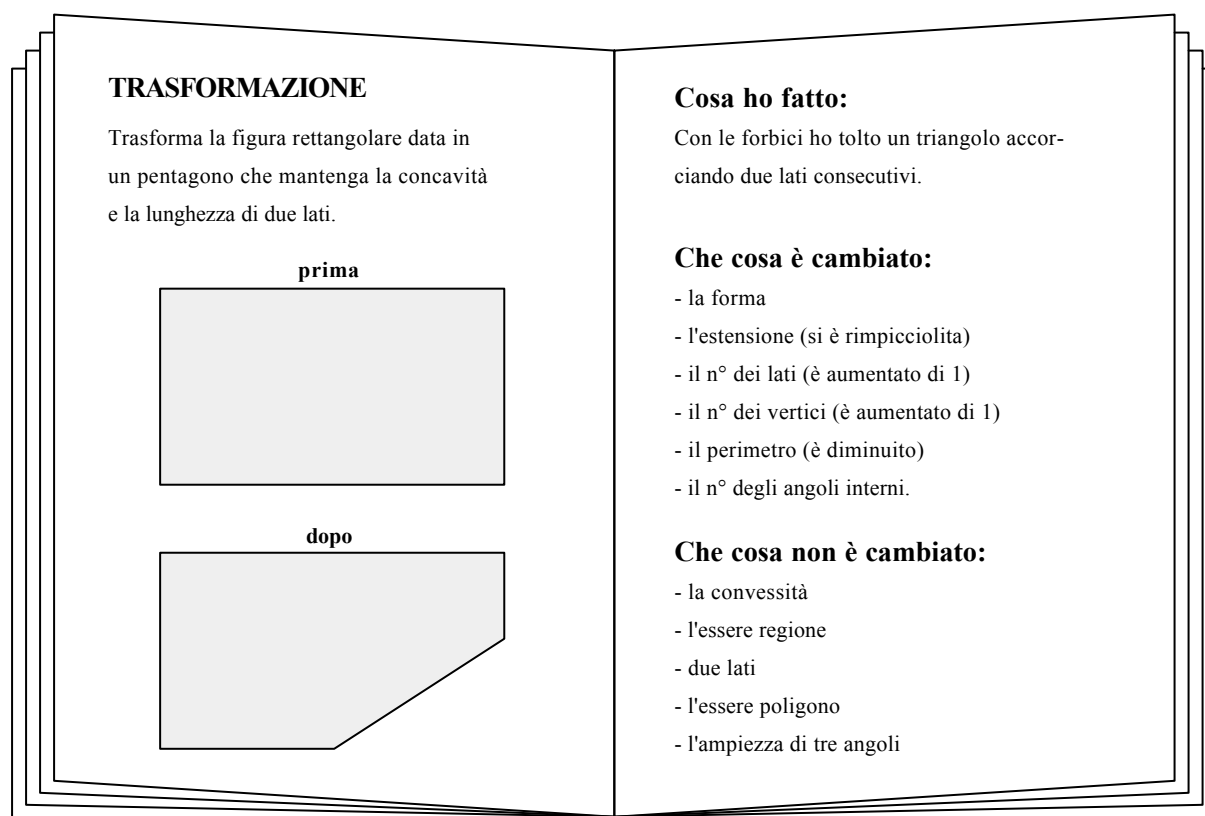 TRASFORMAZIONE
Trasforma la figura rettangolare data in
un pentagono che mantenga la concavità
e la lunghezza di due lati.
prima
dopo
Cosa ho fatto:
Con le forbici ho tolto un triangolo accor-
ciando due lati consecutivi.
Che cosa è cambiato:
- la forma
- l'estensione (si è rimpicciolita)
- il n° dei lati (è aumentato di 1)
- il n° dei vertici (è aumentato di 1)
- il perimetro (è diminuito)
- il n° degli angoli interni.
Che cosa non è cambiato:
- la convessità
- l'essere regione
- due lati
- l'essere poligono
- l'ampiezza di tre angoli